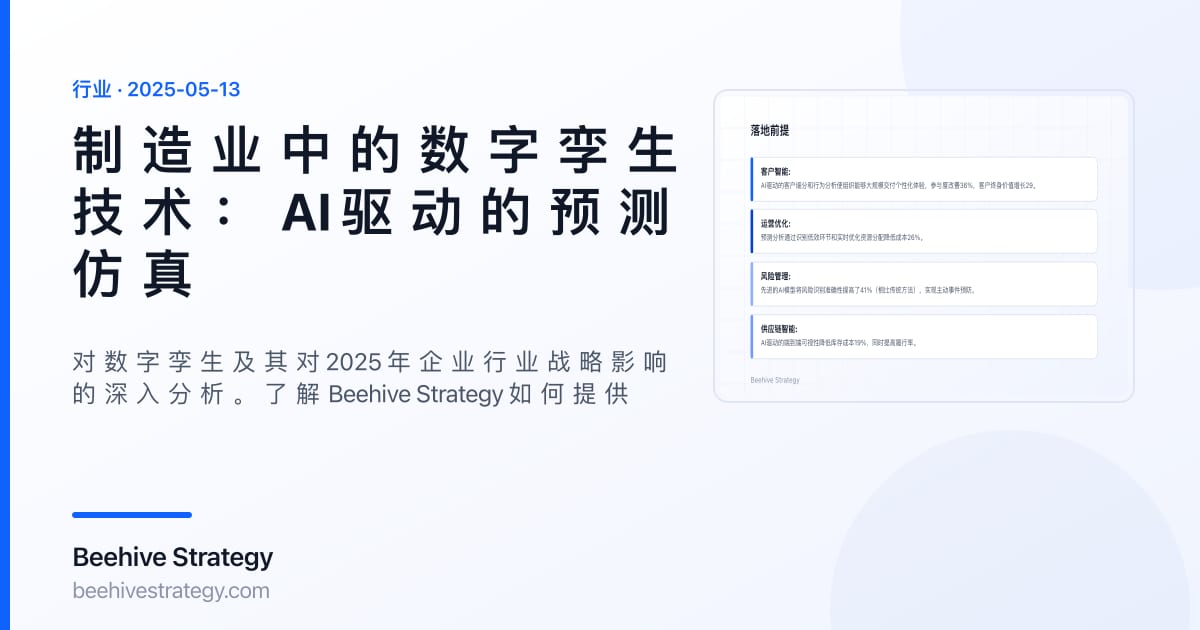 行业 · 2025-05-13
制造业中的数字孪生
技术：AI驱动的预测
仿真
对数字孪生及其对2025年企业行业战略影响
的深入分析。了解 Beehive Strategy 如何提供
Beehive Strategy
beehivestrategy.com
落地前提
客户智能:
AI驱动的客户细分和行为分析使组织能够大规模交付个性化体验，参与度改善36%，客户终身价值增长29。
运营优化:
预测分析通过识别低效环节和实时优化资源分配降低成本26%。
风险管理:
先进的AI模型将风险识别准确性提高了41%（相比传统方法），实现主动事件预防。
供应链智能:
AI驱动的端到端可视性降低库存成本19%，同时提高履行率。
Beehive Strategy